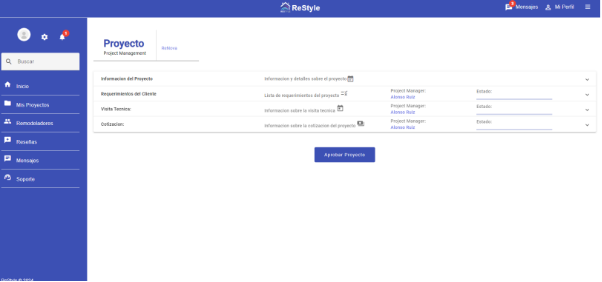 ReStyle
Mensajes
Mi Perfil
Buscar
Inicio
Mis Proyectos
Remodeladores
Reseñas
Mensajes
Soporte
ReStyle © 2024
Proyecto
Project Management
Informacion del Proyecto
Informacion y detalles sobre el proyecto
Requerimientos del Cliente
Lista de requerimientos del proyecto
Project Manager:
Alonso Ruiz
Estado:
Visita Tecnica:
Informacion sobre la visita tecnica
Project Manager:
Alonso Ruiz
Estado:
Cotizacion:
Informacion sobre la cotizacion del proyecto
Project Manager:
Alonso Ruiz
Estado:
Aprobar Proyecto